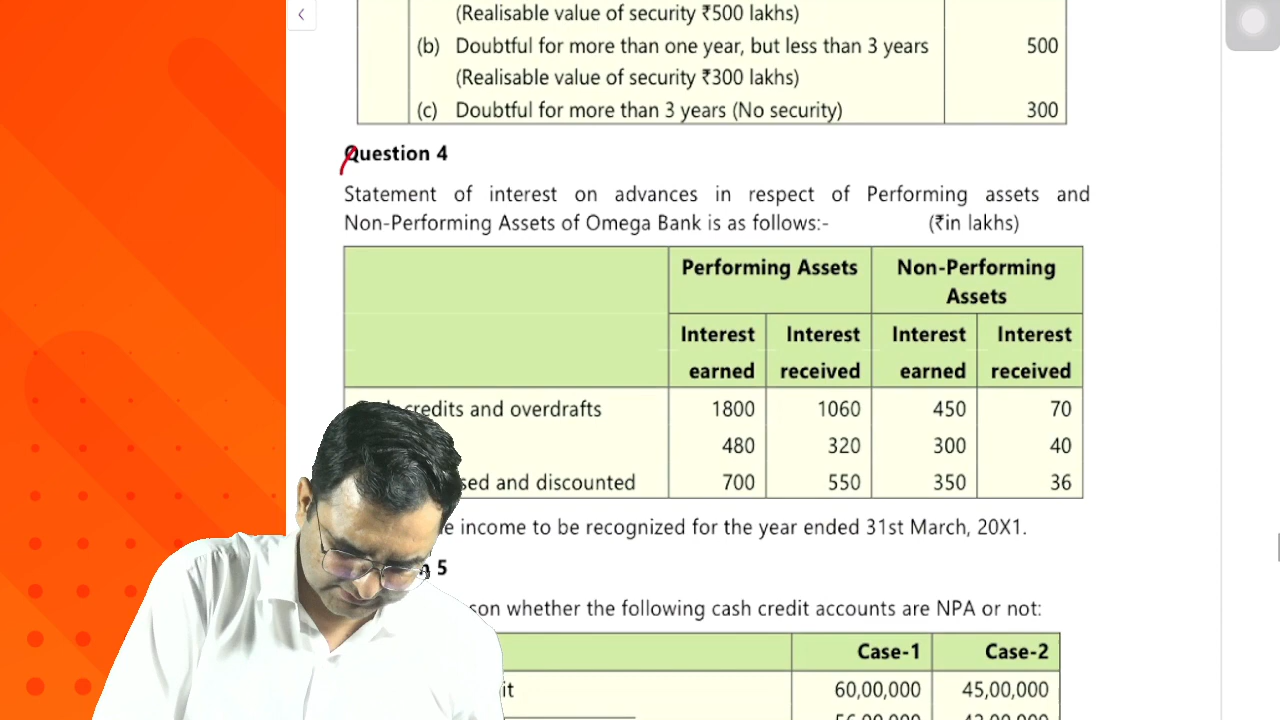 (Realisable value of security ₹500 lakhs)
(b) Doubtful for more than one year, but less than 3 years 500
(Realisable value of security ₹300 lakhs)
(c) Doubtful for more than 3 years (No security) 300
Question 4
Statement of interest on advances in respect of Performing assets and
Non-Performing Assets of Omega Bank is as follows:- (₹in lakhs)
Performing Assets Non-Performing
Assets
Interest Interest Interest Interest
earned received earned received
credits and overdrafts 1800 1060 450 70
480 320 300 40
and discounted 700 550 350 36
income to be recognized for the year ended 31st March, 20X1.
5
whether the following cash credit accounts are NPA or not:
Case-1 Case-2
60,00,000 45,00,000